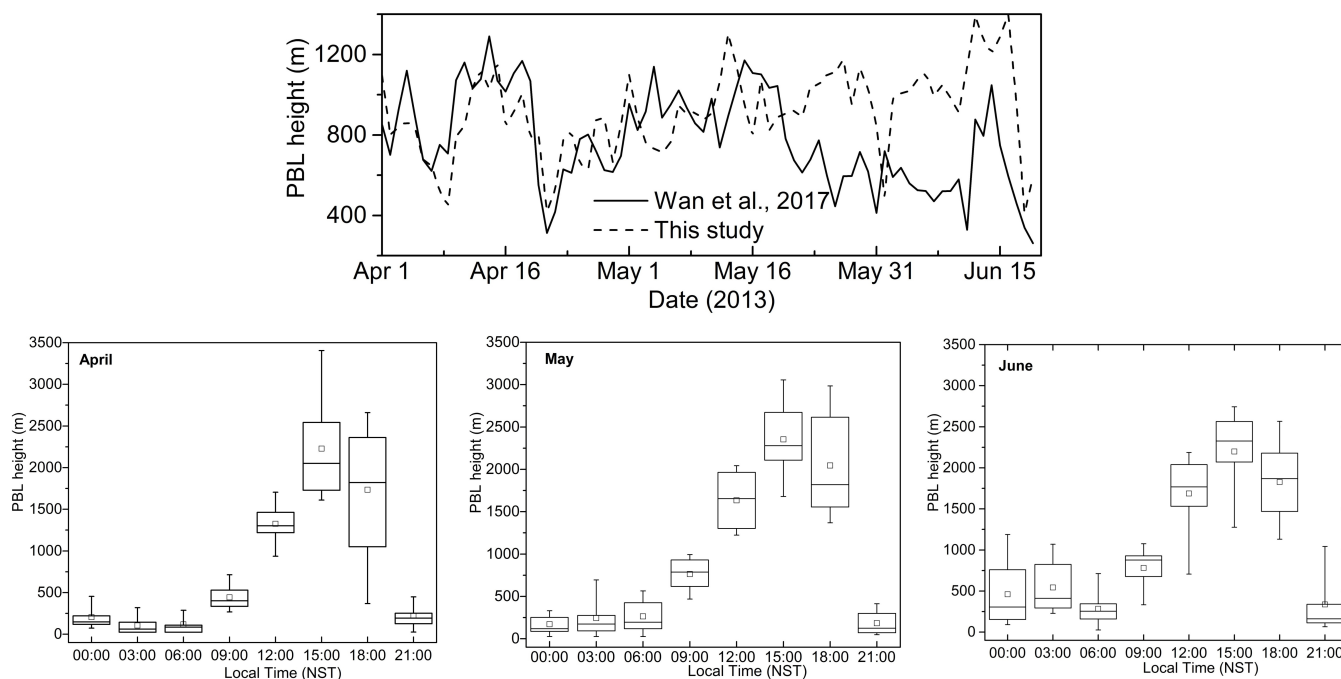 PBL height (m)
1200
800
400
Wan et al., 2017
This study
Apr 1 Apr 16 May 1 May 16 May 31 Jun 15
Date (2013)
April
PBL height (m)
3500
3000
2500
2000
1500
1000
500
0
00:00 03:00 06:00 09:00 12:00 15:00 18:00 21:00
Local Time (NST)
May
PBL height (m)
3500
3000
2500
2000
1500
1000
500
0
00:00 03:00 06:00 09:00 12:00 15:00 18:00 21:00
Local Time (NST)
June
PBL height (m)
3500
3000
2500
2000
1500
1000
500
0
00:00 03:00 06:00 09:00 12:00 15:00 18:00 21:00
Local Time (NST)